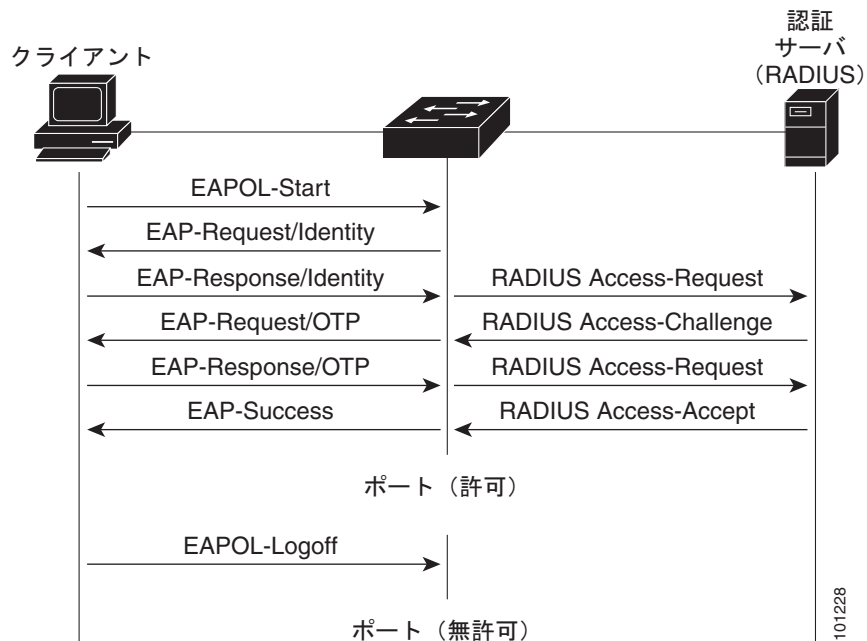 クライアント
認証
サーバ
（RADIUS）
EAPOL-Start
EAP-Request/Identity
EAP-Response/Identity
RADIUS Access-Request
EAP-Request/OTP
RADIUS Access-Challenge
EAP-Response/OTP
RADIUS Access-Request
EAP-Success
RADIUS Access-Accept
ポート（許可）
EAPOL-Logoff
ポート（無許可）
101228